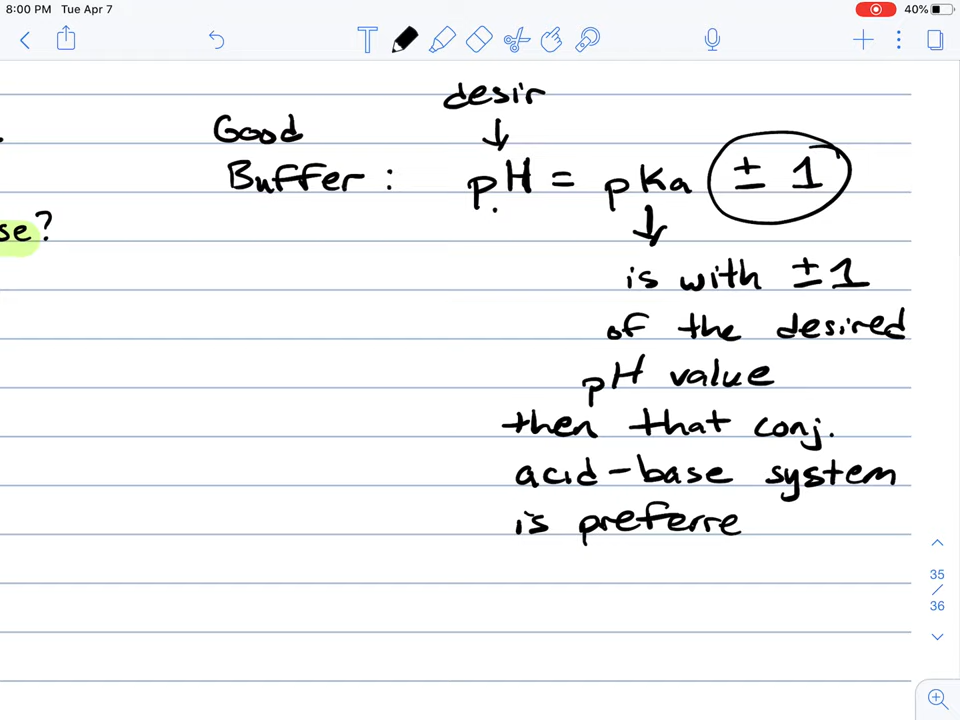 8:00 PM Tue Apr 7
40%
T
desir
Good
Buffer : pH = pKa ± 1
se?
is with ±1
of the desired
pH value
then that conj.
acid-base system
is preferre
35
/
36